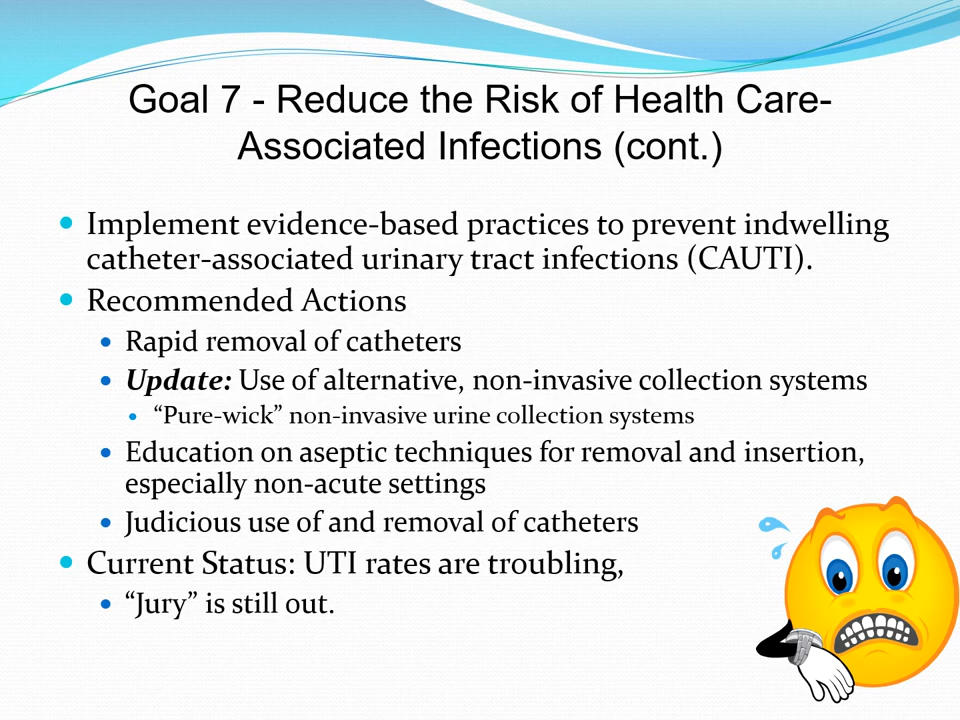 Goal 7 - Reduce the Risk of Health Care-
Associated Infections (cont.)
Implement evidence-based practices to prevent indwelling
catheter-associated urinary tract infections (CAUTI).
Recommended Actions
Rapid removal of catheters
Update: Use of alternative, non-invasive collection systems
“Pure-wick” non-invasive urine collection systems
Education on aseptic techniques for removal and insertion,
especially non-acute settings
Judicious use of and removal of catheters
Current Status: UTI rates are troubling,
“Jury” is still out.